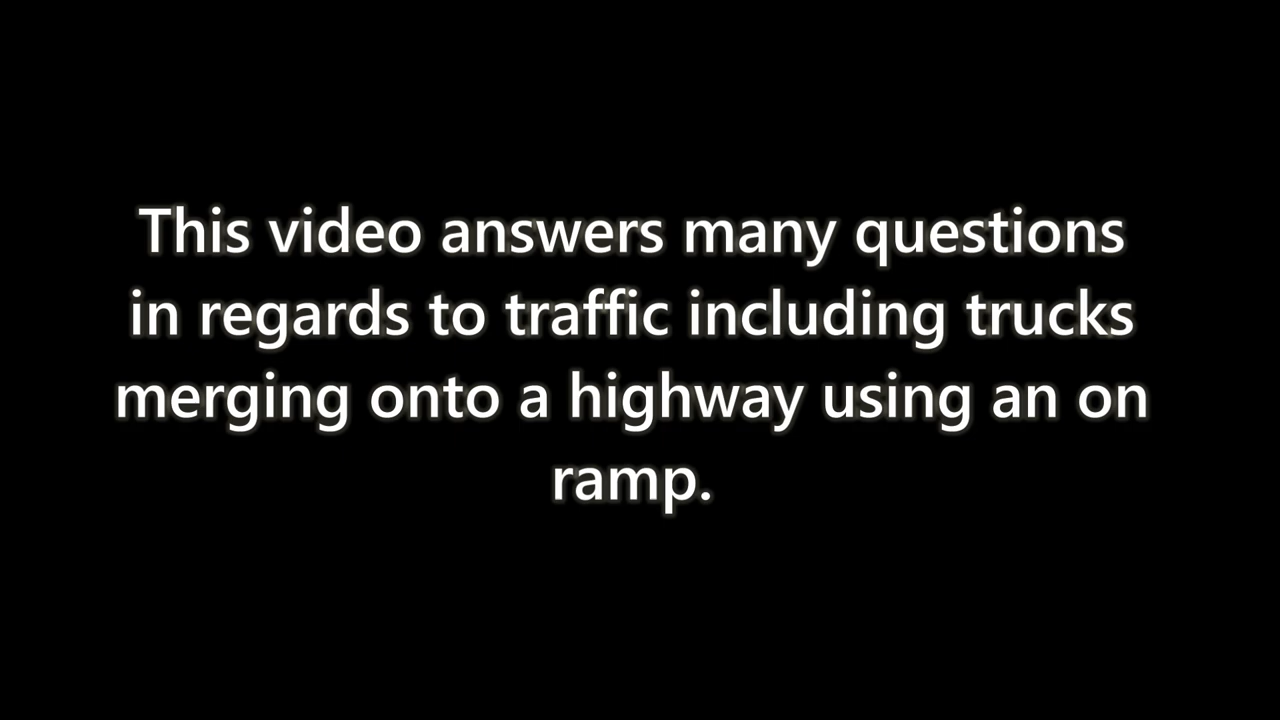 This video answers many questions
in regards to traffic including trucks
merging onto a highway using an on
ramp.